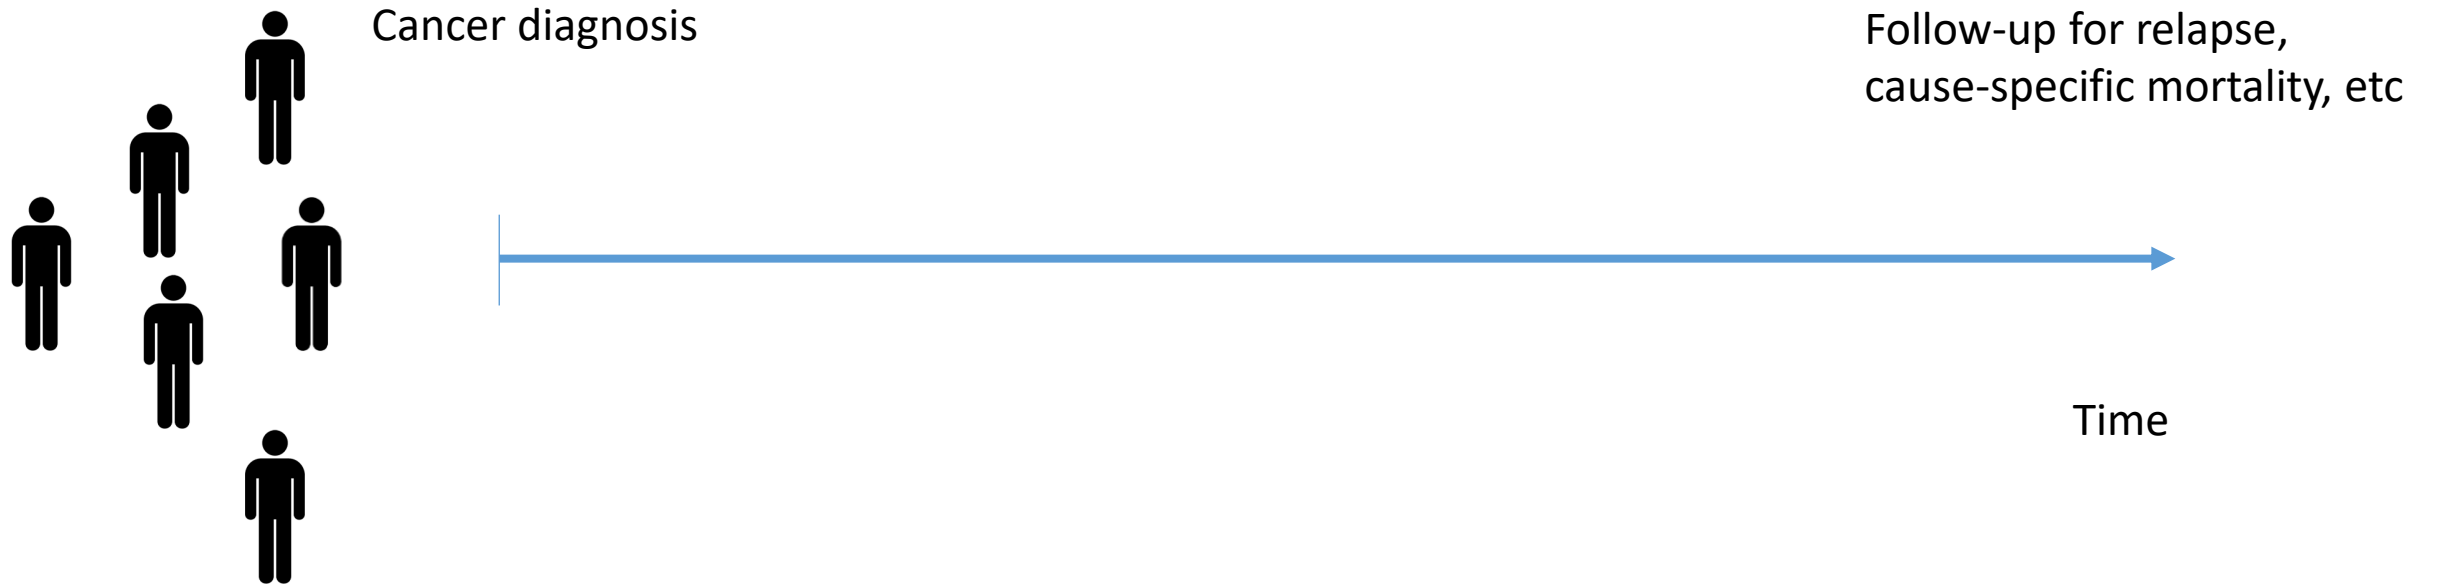 Cancer diagnosis
Follow-up for relapse,
cause-specific mortality, etc
Time